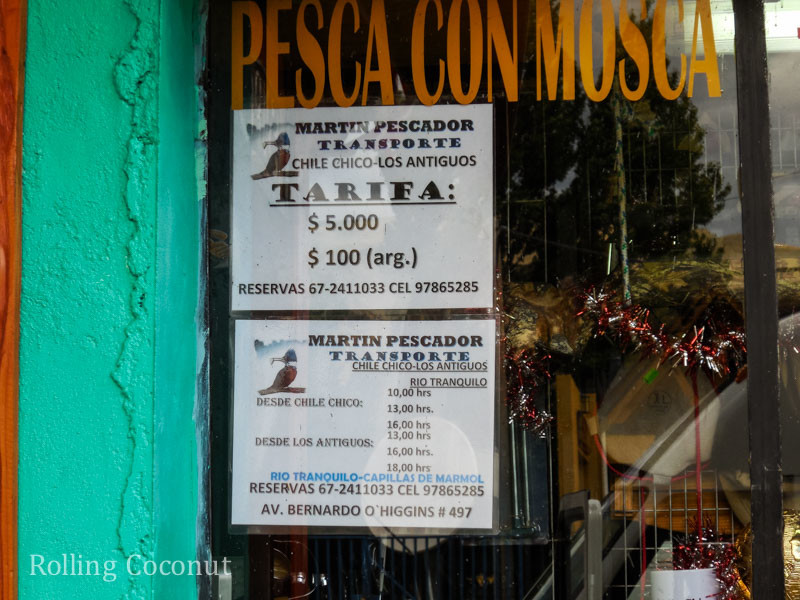 PESCA CON MOSCA
MARTIN PESCADOR
TRANSPORTE
CHILE CHICO-LOS ANTIGUOS
TARIFA:
$ 5.000
$ 100 (arg.)
RESERVAS 67-2411033 CEL 97865285
MARTIN PESCADOR
TRANSPORTE
CHILE CHICO-LOS ANTIGUOS
RIO TRANQUILO
10,00 hrs
DESDE CHILE CHICO:
13,00 hrs.
16,00 hrs
13,00 hrs
DESDE LOS ANTIGUOS:
16,00 hrs.
18,00 hrs
RIO TRANQUILO-CAPILLAS DE MARMOL
RESERVAS 67-2411033 CEL 97865285
AV. BERNARDO O`HIGGINS # 497
Rolling Coconut